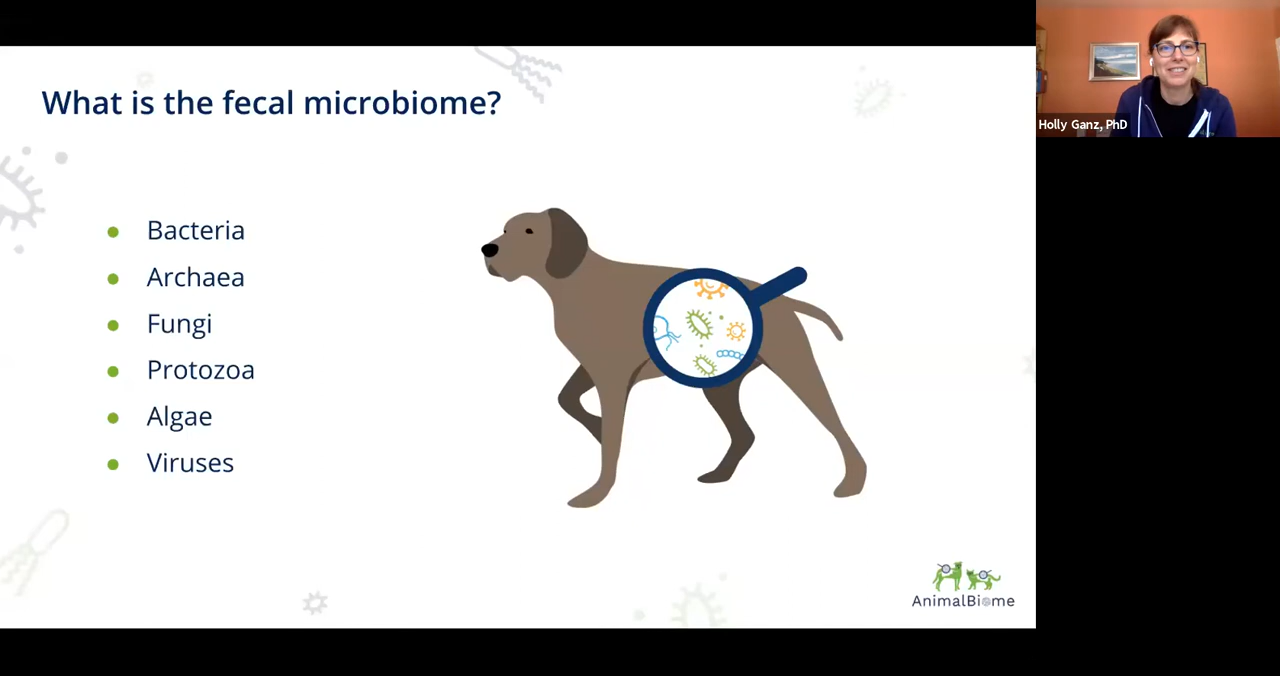 What is the fecal microbiome?
Bacteria
Archaea
Fungi
Protozoa
Algae
Viruses
AnimalBiome
Holly Ganz, PhD